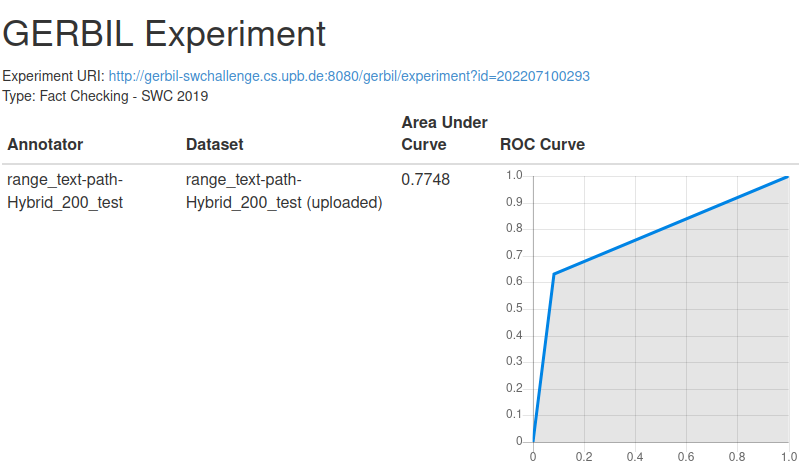 GERBIL Experiment
Experiment URI: http://gerbil-swchallenge.cs.upb.de:8080/gerbil/experiment?id=202207100293
Type: Fact Checking - SWC 2019
Annotator Dataset Area Under Curve ROC Curve
range_text-path-Hybrid_200_test range_text-path-Hybrid_200_test (uploaded) 0.7748
1.0
0.9
0.8
0.7
0.6
0.5
0.4
0.3
0.2
0.1
0
0 0.2 0.4 0.6 0.8 1.0